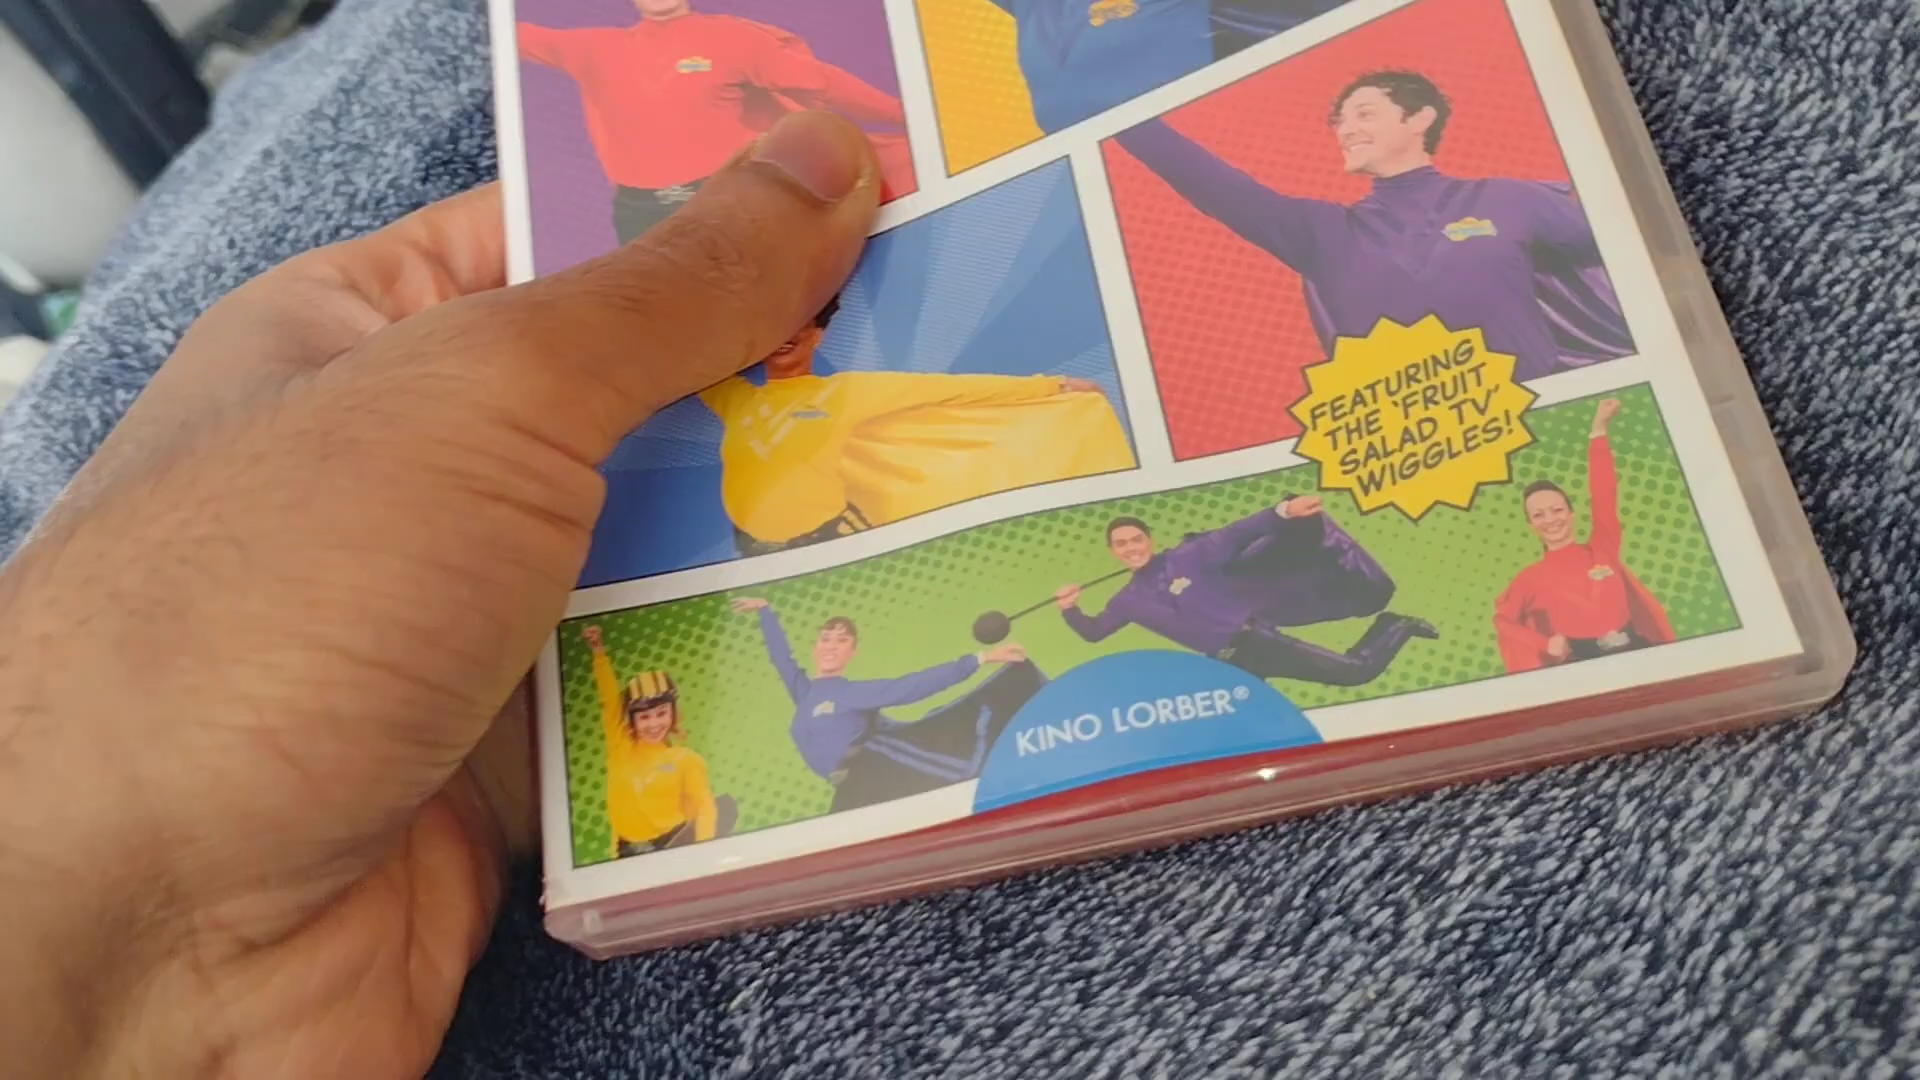 FEATURING
THE 'FRUIT
SALAD TV'
WIGGLES!
KINO LORBER®